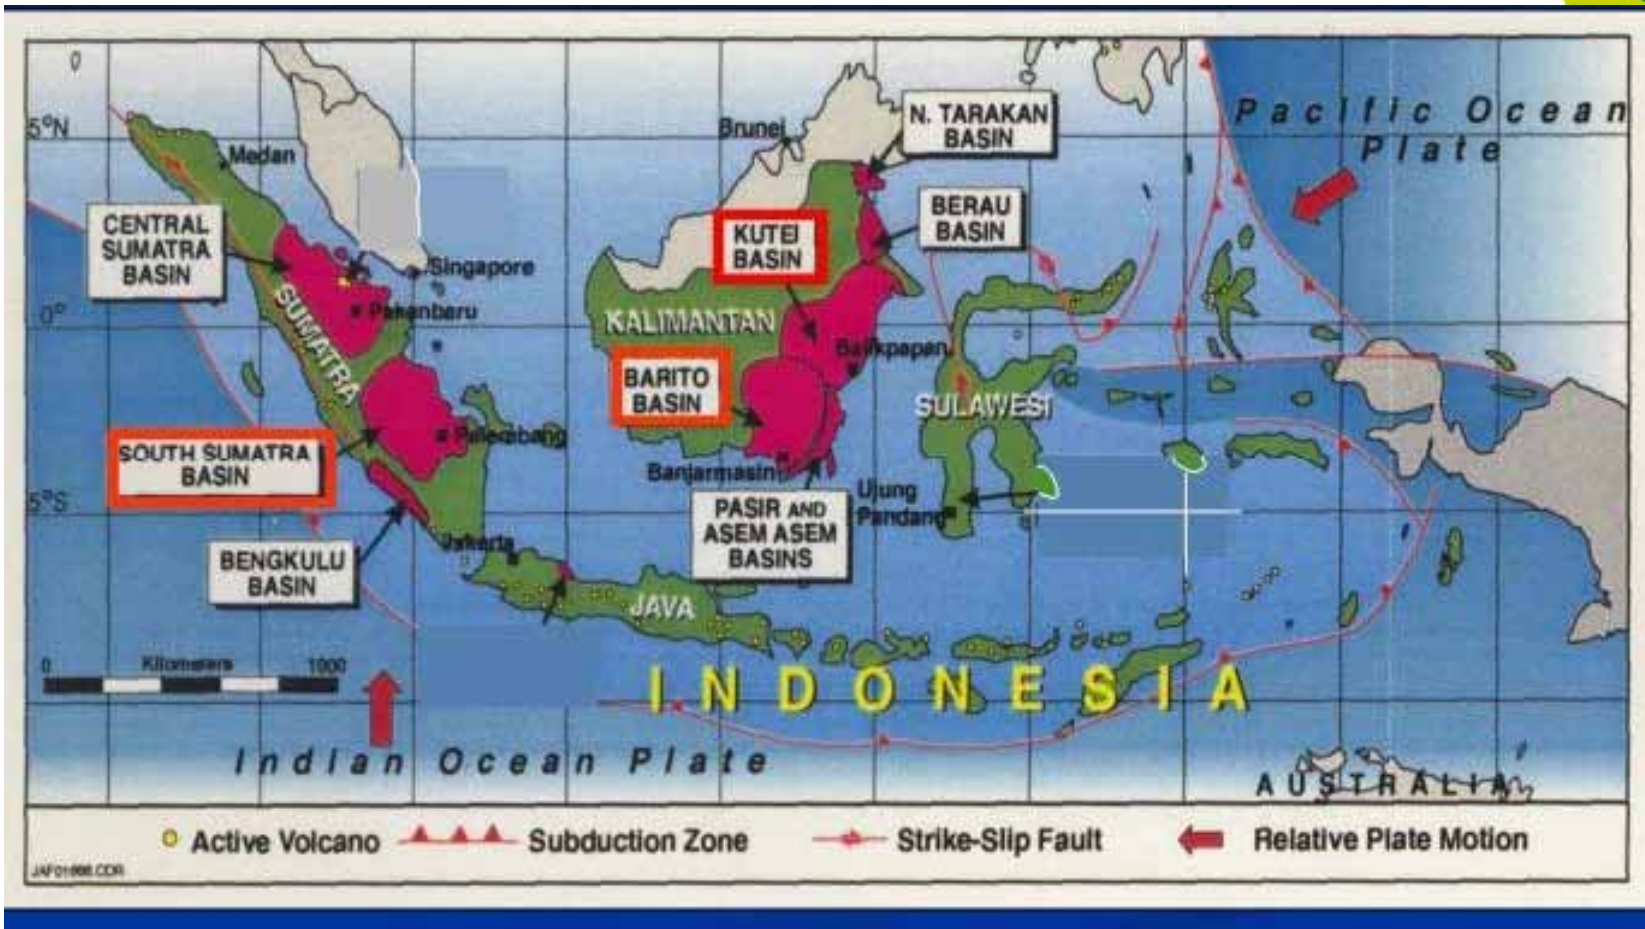 Pacific Ocean
Plate
N. TARAKAN
BASIN
Brunei
5°N
Medan
BERAU
BASIN
CENTRAL
SUMATRA
BASIN
KUTEI
BASIN
Singapore
Pekanbaru
SUMATRA
0°
KALIMANTAN
Balikpapan
BARITO
BASIN
SULAWESI
Palembang
SOUTH SUMATRA
BASIN
Banjarmasin
5°S
Ujung
Pandang
PASIR AND
ASEM ASEM
BASINS
Jakarta
BENGKULU
BASIN
JAVA
0 Kilometers 1000
INDONESIA
Indian Ocean Plate
AUSTRALIA
Active Volcano
Subduction Zone
Strike-Slip Fault
Relative Plate Motion